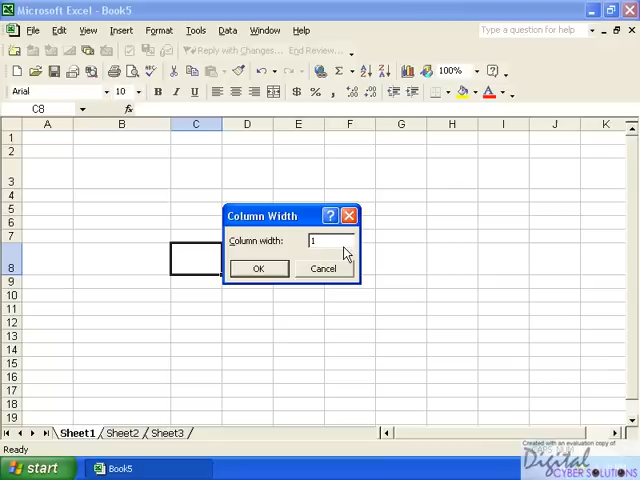 Microsoft Excel - Book5
File Edit View Insert Format Tools Data Window Help Type a question for help
Reply with Changes... End Review...
Σ 100%
Arial 10 B I U $ A
C8 fx
A B C D E F G H I J K
1
2
3
4
5
6
7
8
9
10
11
12
13
14
15
16
17
18
19
Column Width
Column width: 1
OK Cancel
Sheet1 Sheet2 Sheet3
Ready
Created with an evaluation copy of
Digital
CYBER SOLUTIONS
start Book5